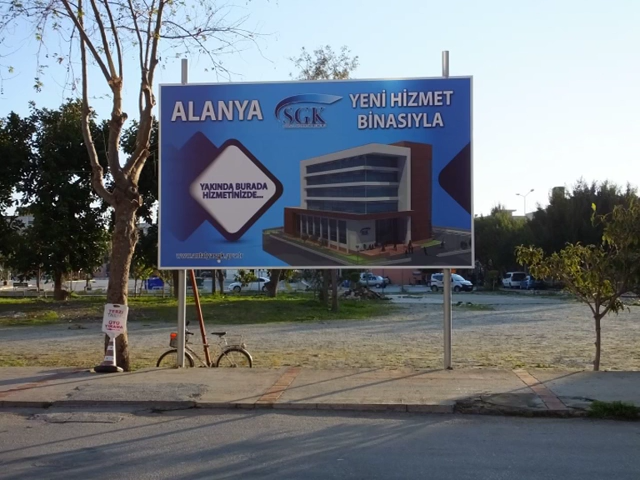 ALANYA
SGK
YENİ HİZMET
BİNASIYLA
YAKINDA BURADA
HİZMETİNİZDE....